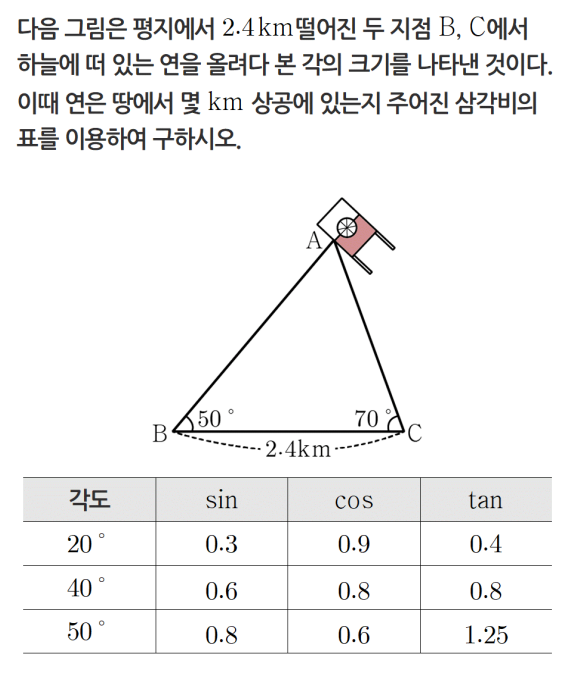 다음 그림은 평지에서 2.4km떨어진 두 지점 B, C에서
하늘에 떠 있는 연을 올려다 본 각의 크기를 나타낸 것이다.
이때 연은 땅에서 몇 km 상공에 있는지 주어진 삼각비의
표를 이용하여 구하시오.
A
50° 70°
B C
2.4km
각도 sin cos tan
20° 0.3 0.9 0.4
40° 0.6 0.8 0.8
50° 0.8 0.6 1.25